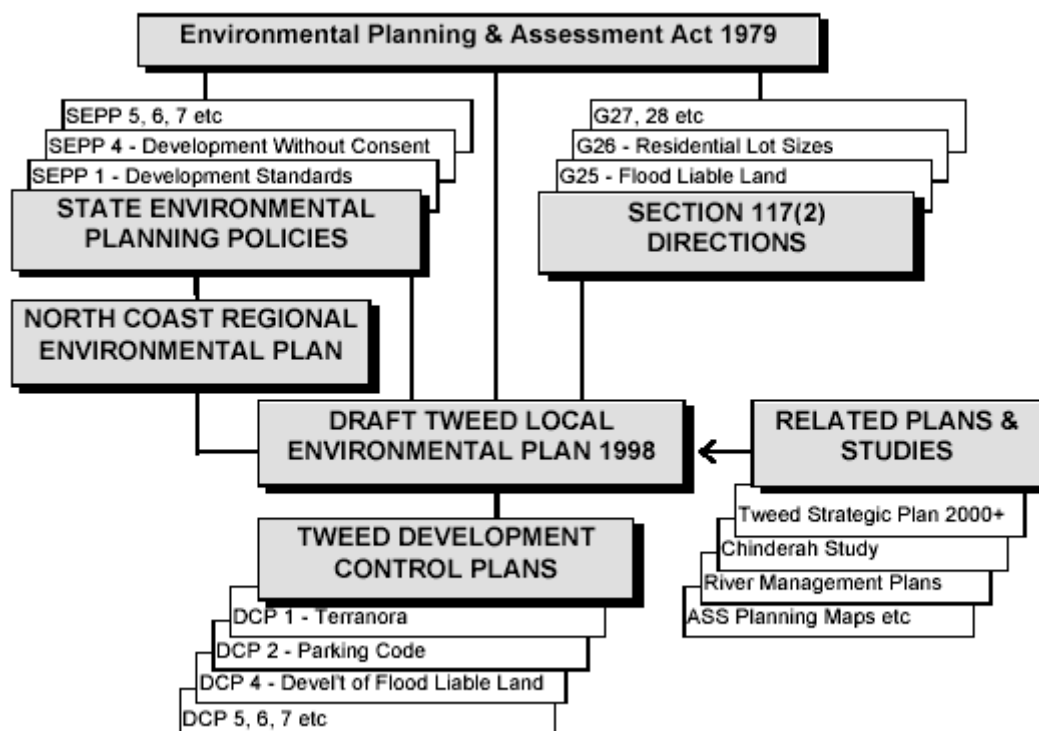 Environmental Planning & Assessment Act 1979
SEPP 5, 6, 7 etc
SEPP 4 - Development Without Consent
SEPP 1 - Development Standards
STATE ENVIRONMENTAL
PLANNING POLICIES
G27, 28 etc
G26 - Residential Lot Sizes
G25 - Flood Liable Land
SECTION 117(2)
DIRECTIONS
NORTH COAST REGIONAL
ENVIRONMENTAL PLAN
DRAFT TWEED LOCAL
ENVIRONMENTAL PLAN 1998
RELATED PLANS &
STUDIES
Tweed Strategic Plan 2000+
Chinderah Study
River Management Plans
ASS Planning Maps etc
TWEED DEVELOPMENT
CONTROL PLANS
DCP 1 - Terranora
DCP 2 - Parking Code
DCP 4 - Devel't of Flood Liable Land
DCP 5, 6, 7 etc